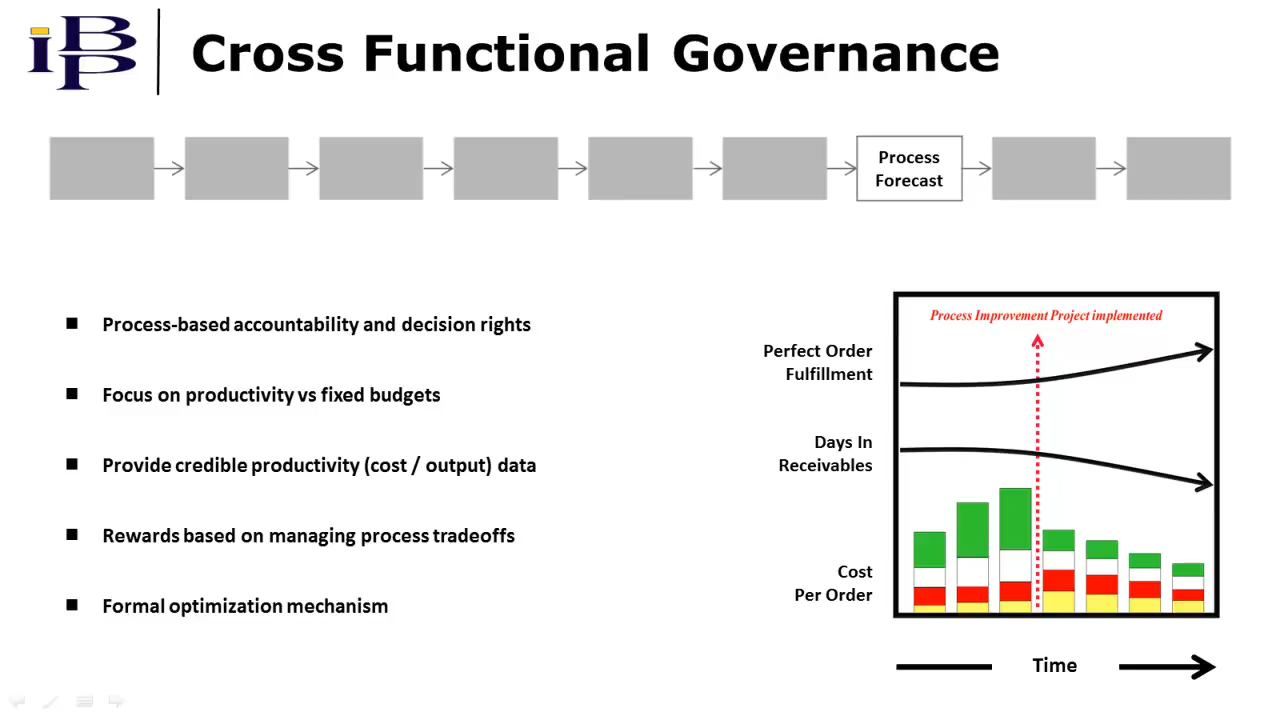 iBP
Cross Functional Governance
Process
Forecast
Process-based accountability and decision rights
Focus on productivity vs fixed budgets
Provide credible productivity (cost / output) data
Rewards based on managing process tradeoffs
Formal optimization mechanism
Process Improvement Project implemented
Perfect Order
Fulfillment
Days In
Receivables
Cost
Per Order
Time